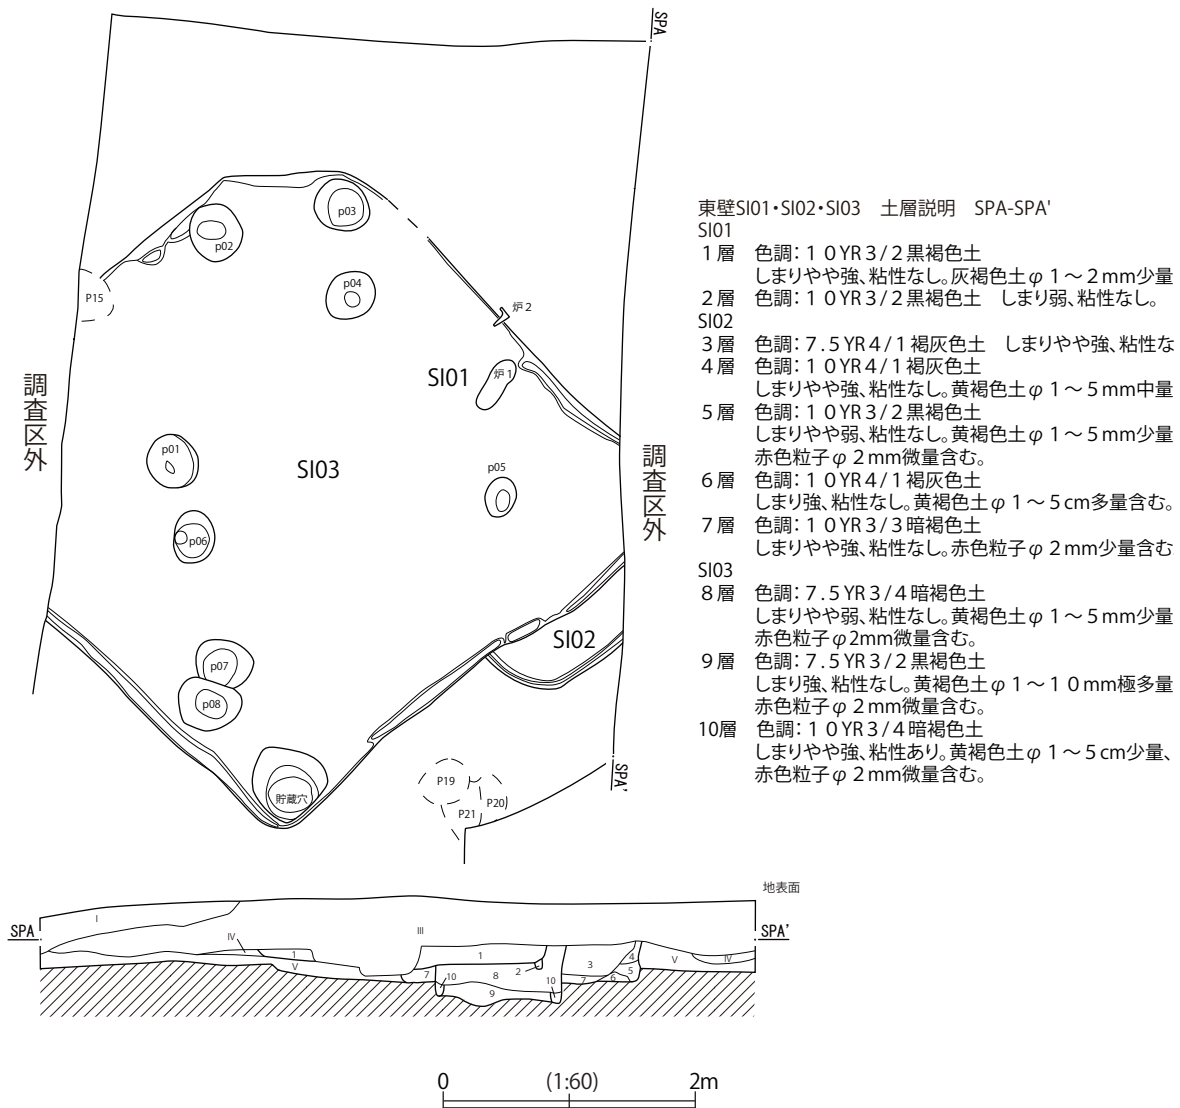 SPA
p03
p02
p04
P15
炉2
SI01
炉1
調査区外
調査区外
p01
SI03
p05
p06
SI02
p07
p08
貯蔵穴
P19
P20
P21
SPA'
東壁SI01・SI02・SI03 土層説明 SPA-SPA'
SI01
1層 色調:10YR3/2黒褐色土
しまりやや強、粘性なし。灰褐色土φ1〜2mm少量
2層 色調:10YR3/2黒褐色土 しまり弱、粘性なし。
SI02
3層 色調:7.5YR4/1褐灰色土 しまりやや強、粘性な
4層 色調:10YR4/1褐灰色土
しまりやや強、粘性なし。黄褐色土φ1〜5mm中量
5層 色調:10YR3/2黒褐色土
しまりやや弱、粘性なし。黄褐色土φ1〜5mm少量
赤色粒子φ2mm微量含む。
6層 色調:10YR4/1褐灰色土
しまり強、粘性なし。黄褐色土φ1〜5cm多量含む。
7層 色調:10YR3/3暗褐色土
しまりやや強、粘性なし。赤色粒子φ2mm少量含む
SI03
8層 色調:7.5YR3/4暗褐色土
しまりやや弱、粘性なし。黄褐色土φ1〜5mm少量
赤色粒子φ2mm微量含む。
9層 色調:7.5YR3/2黒褐色土
しまり強、粘性なし。黄褐色土φ1〜10mm極多量
赤色粒子φ2mm微量含む。
10層 色調:10YR3/4暗褐色土
しまりやや強、粘性あり。黄褐色土φ1〜5cm少量、
赤色粒子φ2mm微量含む。
地表面
SPA
I
IV
III
SPA'
1
V
1
7
10
8
2
9
10
3
4
5
6
7
V
IV
0 (1:60) 2m